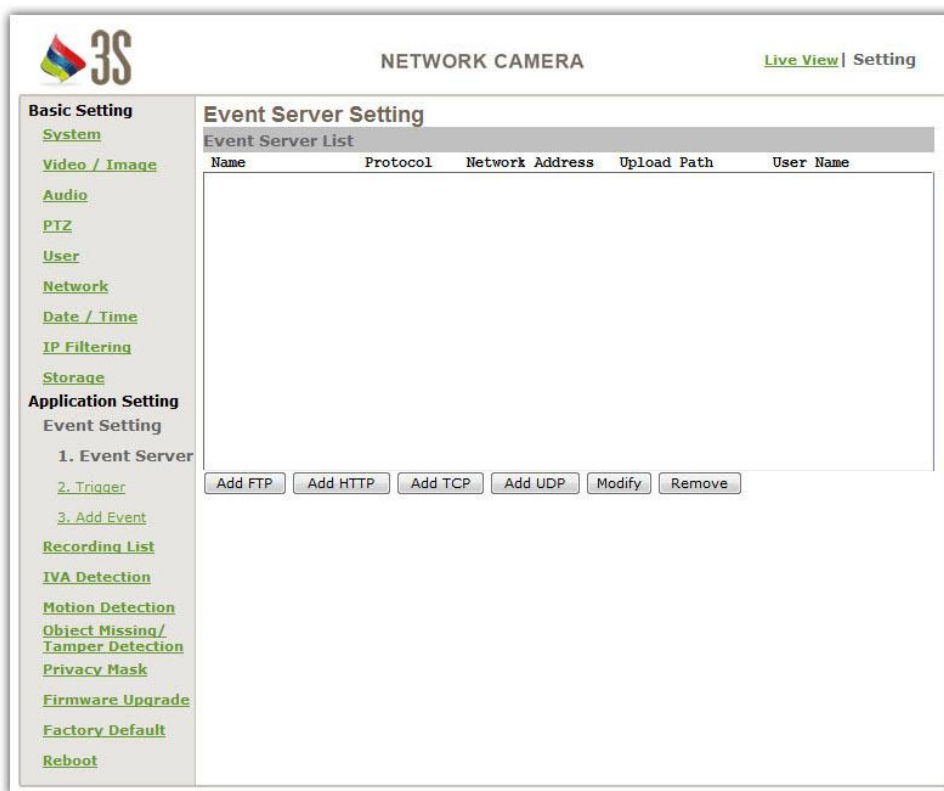 3S
NETWORK CAMERA
Live View| Setting
Basic Setting
System
Video / Image
Audio
PTZ
User
Network
Date / Time
IP Filtering
Storage
Application Setting
Event Setting
1. Event Server
2. Trigger
3. Add Event
Recording List
IVA Detection
Motion Detection
Object Missing/
Tamper Detection
Privacy Mask
Firmware Upgrade
Factory Default
Reboot
Event Server Setting
Event Server List
Name Protocol Network Address Upload Path User Name
Add FTP Add HTTP Add TCP Add UDP Modify Remove